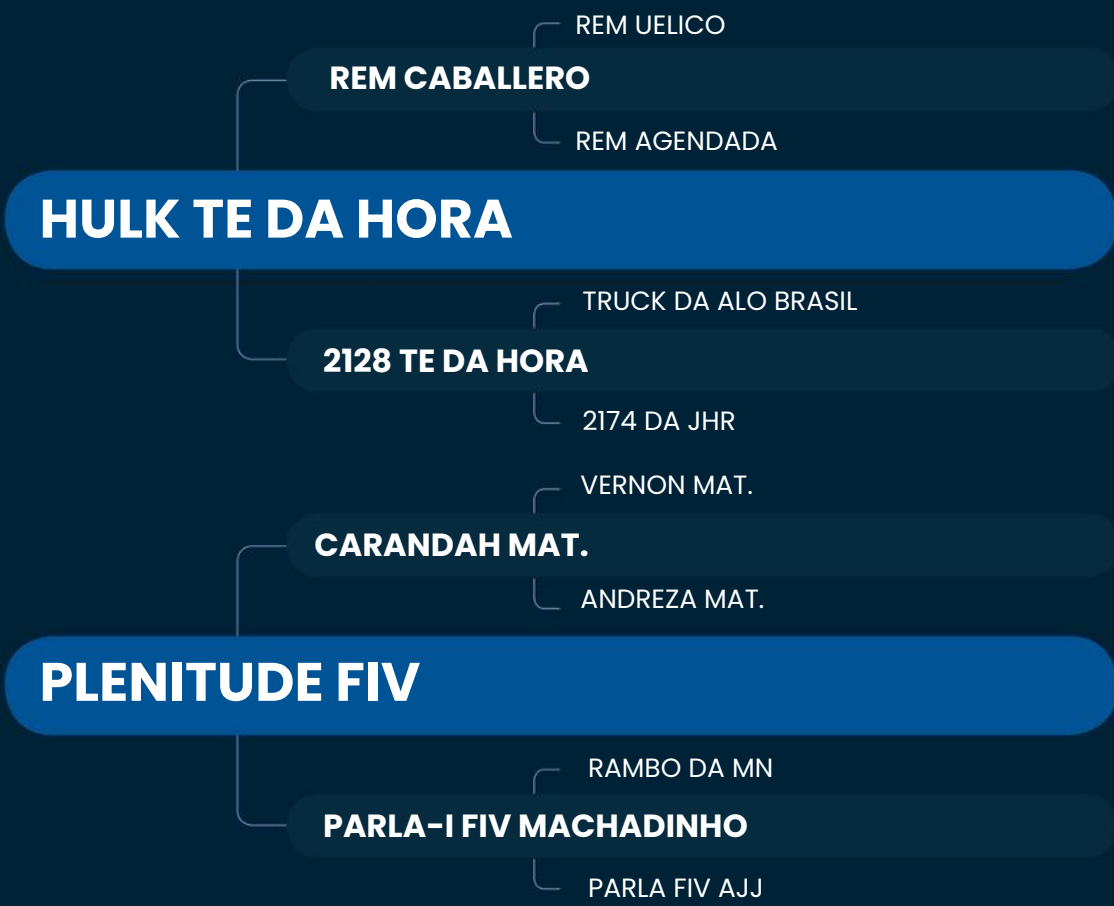 REM UELICO
REM CABALLERO
REM AGENDADA
HULK TE DA HORA
TRUCK DA ALO BRASIL
2128 TE DA HORA
2174 DA JHR
VERNON MAT.
CARANDAH MAT.
ANDREZA MAT.
PLENITUDE FIV
RAMBO DA MN
PARLA-I FIV MACHADINHO
PARLA FIV AJJ